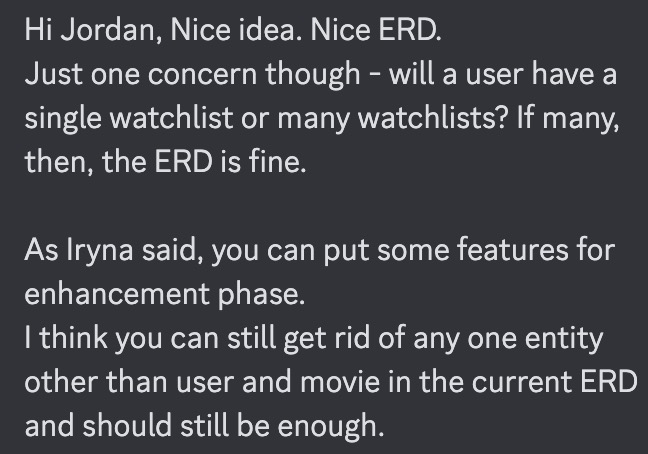 Hi Jordan, Nice idea. Nice ERD.
Just one concern though - will a user have a
single watchlist or many watchlists? If many,
then, the ERD is fine.
As Iryna said, you can put some features for
enhancement phase.
I think you can still get rid of any one entity
other than user and movie in the current ERD
and should still be enough.